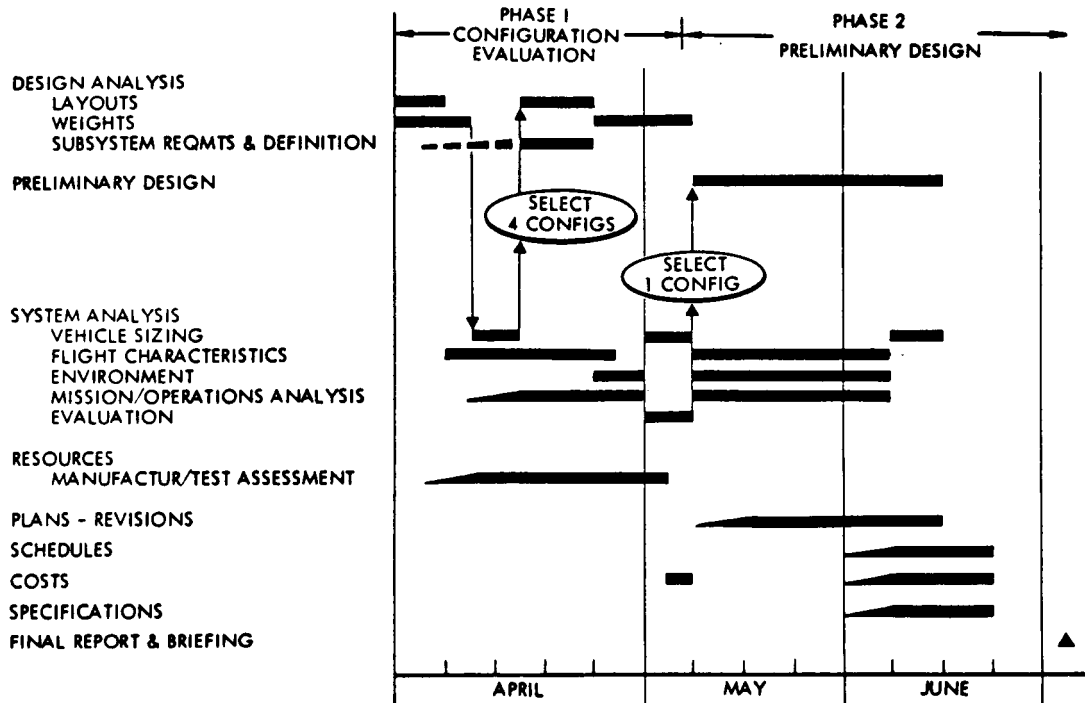 PHASE 1
CONFIGURATION
EVALUATION
PHASE 2
PRELIMINARY DESIGN
DESIGN ANALYSIS
LAYOUTS
WEIGHTS
SUBSYSTEM REQMTS & DEFINITION
PRELIMINARY DESIGN
SELECT
4 CONFIGS
SELECT
1 CONFIG
SYSTEM ANALYSIS
VEHICLE SIZING
FLIGHT CHARACTERISTICS
ENVIRONMENT
MISSION/OPERATIONS ANALYSIS
EVALUATION
RESOURCES
MANUFACTUR/TEST ASSESSMENT
PLANS - REVISIONS
SCHEDULES
COSTS
SPECIFICATIONS
FINAL REPORT & BRIEFING
APRIL
MAY
JUNE